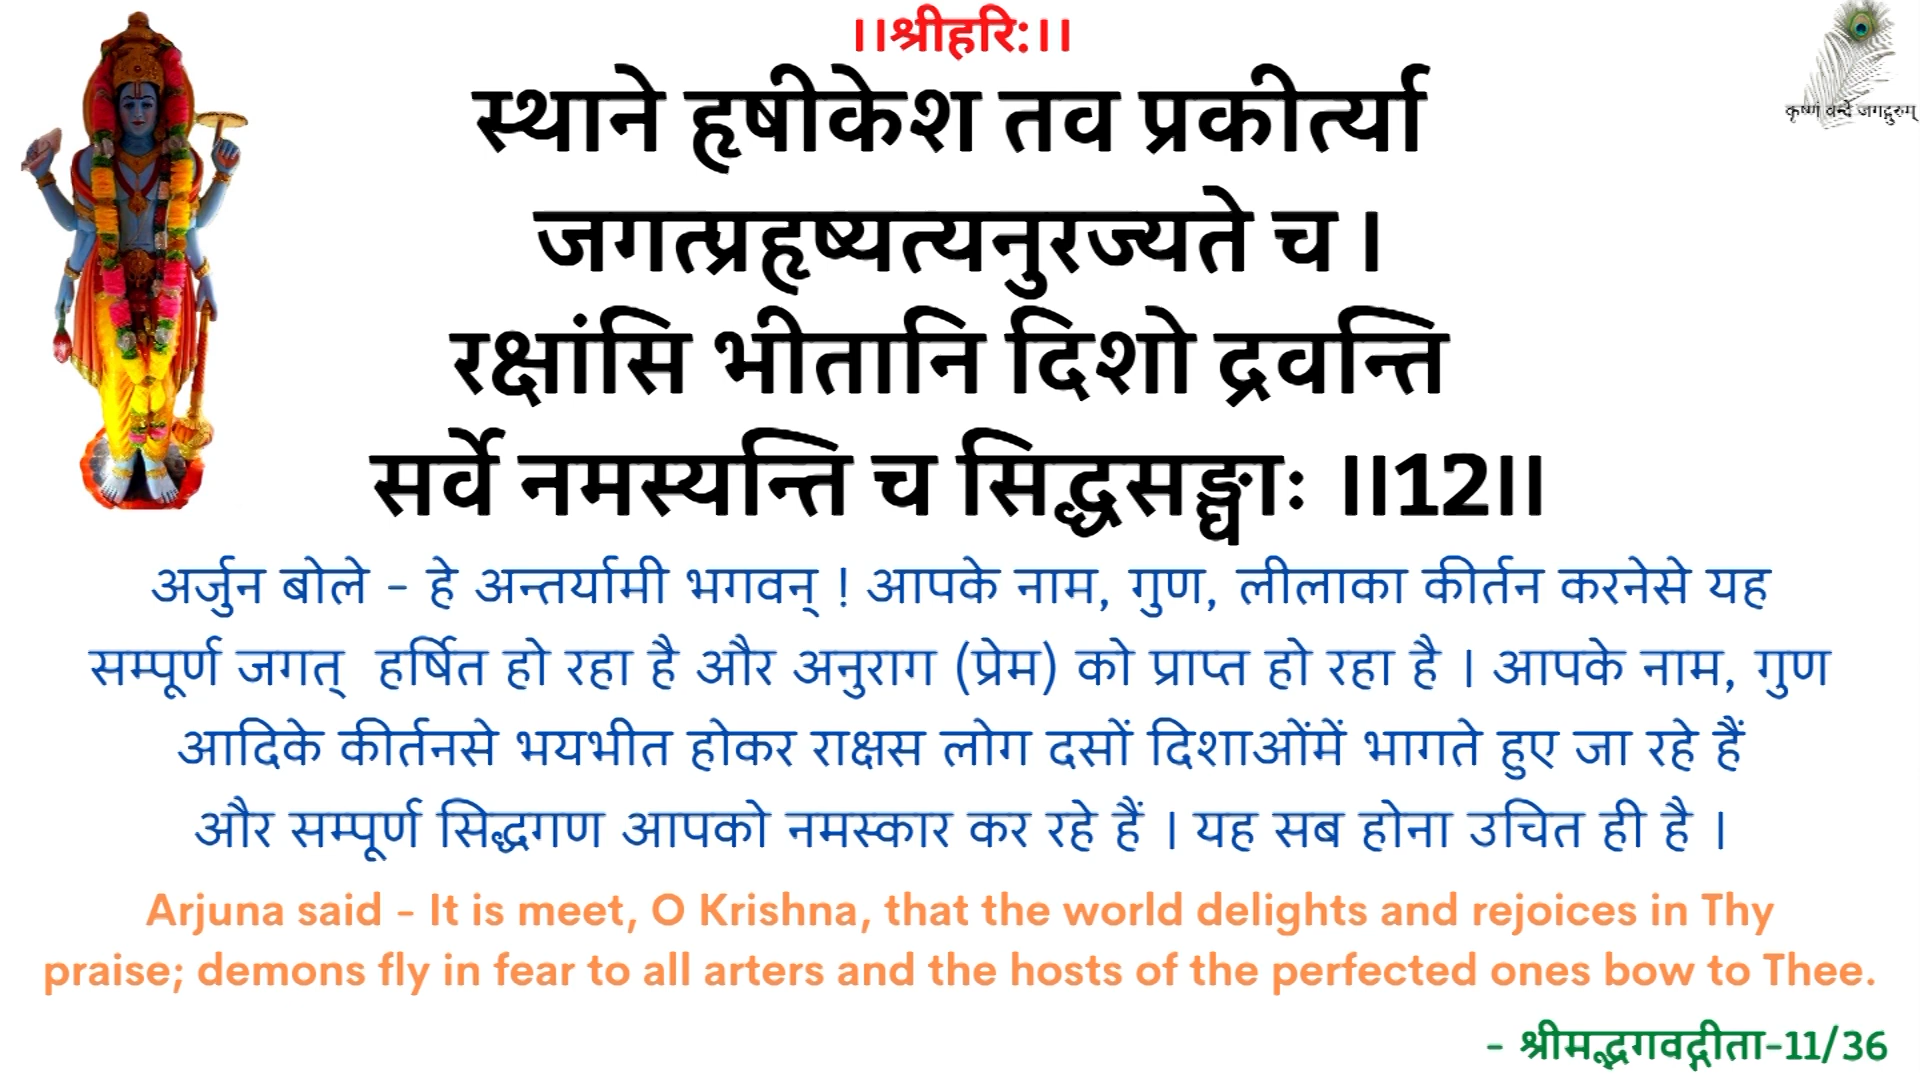 ।।श्रीहरि:।।
कृष्णं वन्दे जगद्गुरुम्
स्थाने हृषीकेश तव प्रकीर्त्या
जगत्प्रहृष्यत्यनुरज्यते च ।
रक्षांसि भीतानि दिशो द्रवन्ति
सर्वे नमस्यन्ति च सिद्धसङ्घाः ॥12॥
अर्जुन बोले - हे अन्तर्यामी भगवन् ! आपके नाम, गुण, लीलाका कीर्तन करनेसे यह
सम्पूर्ण जगत् हर्षित हो रहा है और अनुराग (प्रेम) को प्राप्त हो रहा है । आपके नाम, गुण
आदिके कीर्तनसे भयभीत होकर राक्षस लोग दसों दिशाओंमें भागते हुए जा रहे हैं
और सम्पूर्ण सिद्धगण आपको नमस्कार कर रहे हैं । यह सब होना उचित ही है ।
Arjuna said - It is meet, O Krishna, that the world delights and rejoices in Thy
praise; demons fly in fear to all arters and the hosts of the perfected ones bow to Thee.
- श्रीमद्भगवद्गीता-11/36